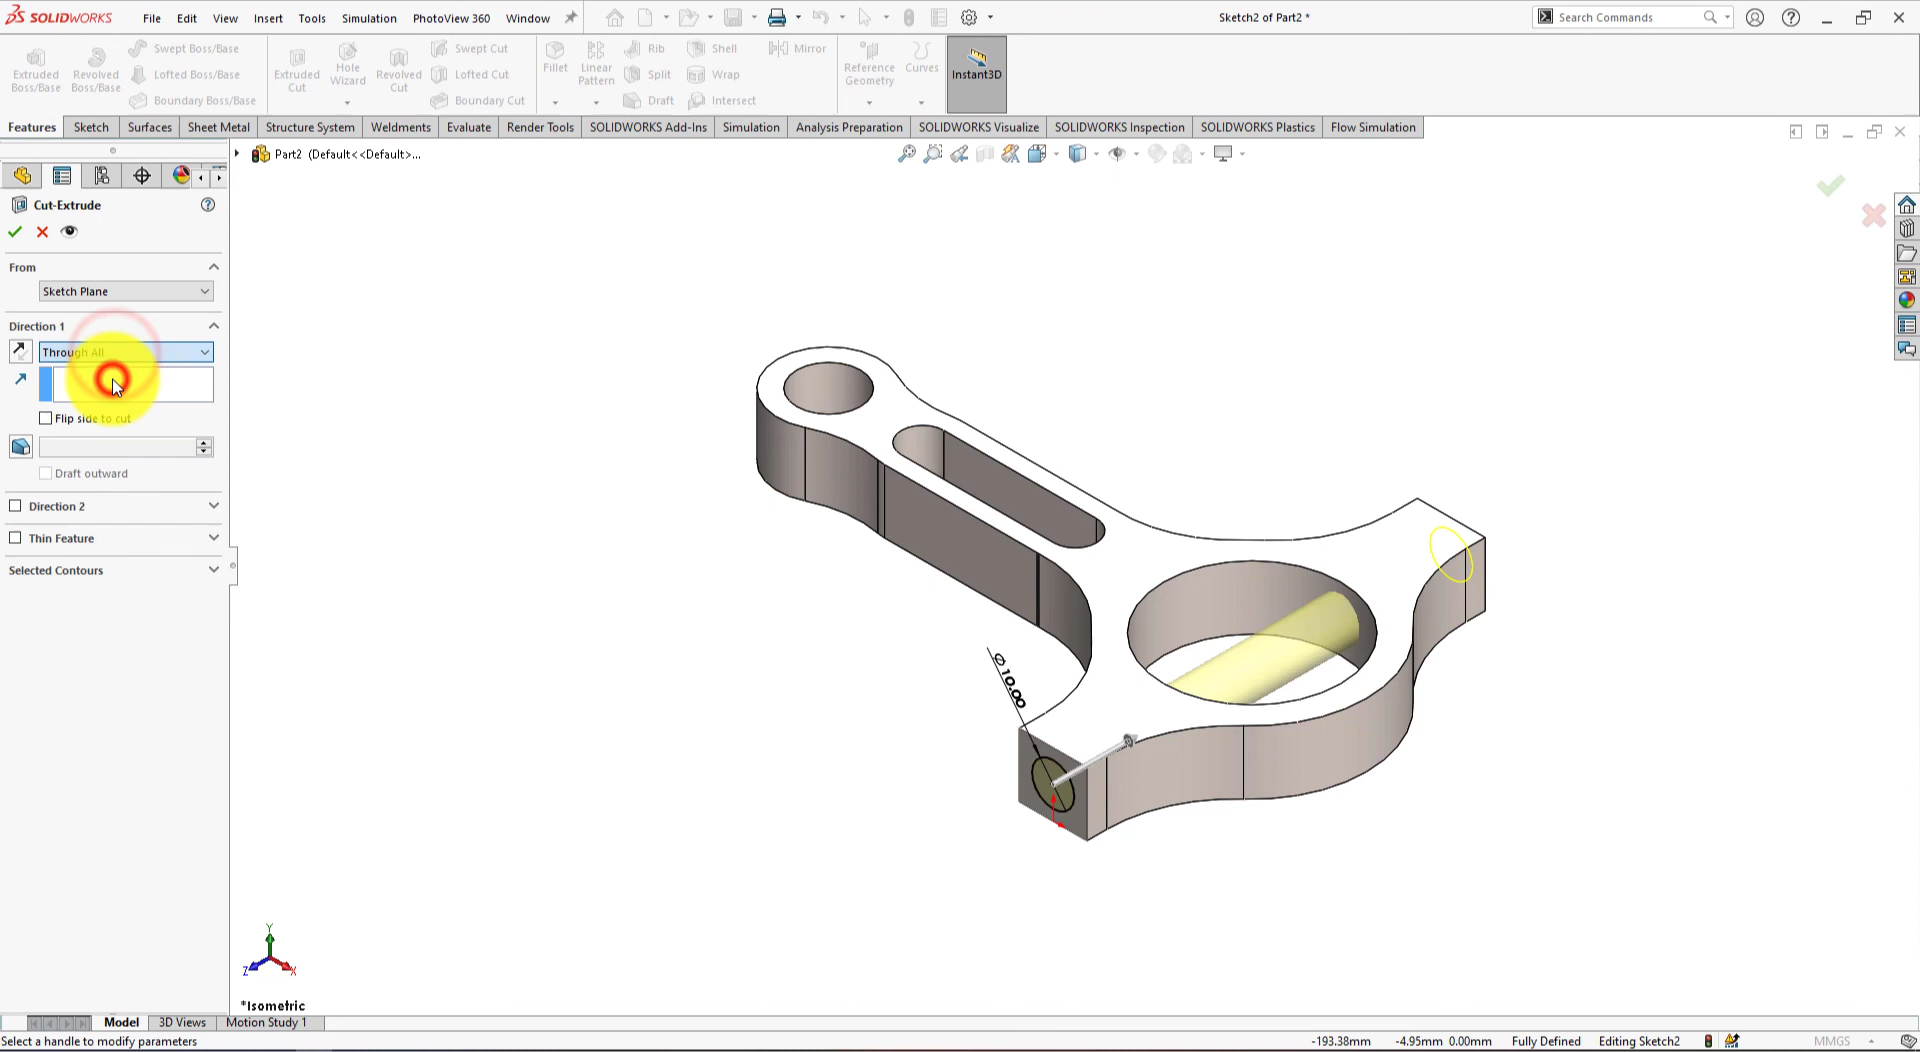 SOLIDWORKS File Edit View Insert Tools Simulation PhotoView 360 Window Sketch2 of Part2 * Search Commands
Extruded Boss/Base
Revolved Boss/Base
Swept Boss/Base
Lofted Boss/Base
Boundary Boss/Base
Extruded Cut
Hole Wizard
Revolved Cut
Swept Cut
Lofted Cut
Boundary Cut
Fillet
Linear Pattern
Rib
Split
Draft
Shell
Wrap
Intersect
Mirror
Reference Geometry
Curves
Instant3D
Features Sketch Surfaces Sheet Metal Structure System Weldments Evaluate Render Tools SOLIDWORKS Add-Ins Simulation Analysis Preparation SOLIDWORKS Visualize SOLIDWORKS Inspection SOLIDWORKS Plastics Flow Simulation
Part2 (Default<<Default>...
Cut-Extrude
From
Sketch Plane
Direction 1
Through All
Flip side to cut
Draft outward
Direction 2
Thin Feature
Selected Contours
Ø 10.00
Y
Z X
*Isometric
Model 3D Views Motion Study 1
Select a handle to modify parameters -193.38mm -4.95mm 0.00mm Fully Defined Editing Sketch2 MMGS